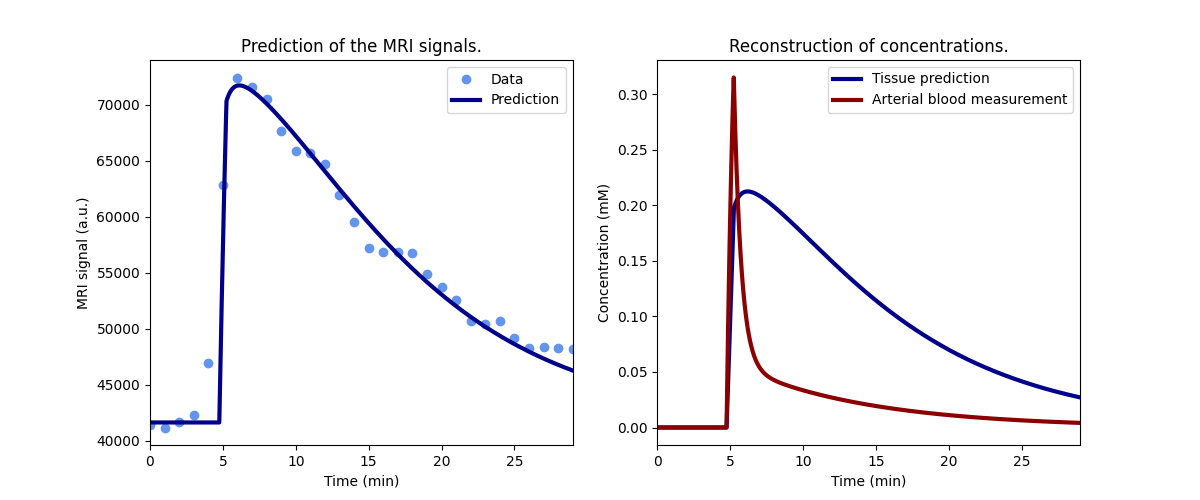 Prediction of the MRI signals.
Data
Prediction
70000
65000
60000
55000
50000
45000
40000
MRI signal (a.u.)
0
5
10
15
20
25
Time (min)
Reconstruction of concentrations.
Tissue prediction
Arterial blood measurement
0.30
0.25
0.20
0.15
0.10
0.05
0.00
Concentration (mM)
0
5
10
15
20
25
Time (min)